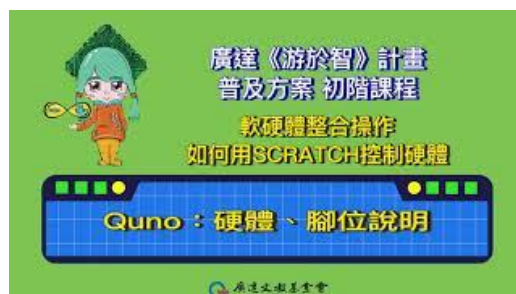 廣達《游於智》計畫
普及方案 初階課程
軟硬體整合操作
如何用SCRATCH控制硬體
Quno：硬體、腳位說明
廣達文教基金會